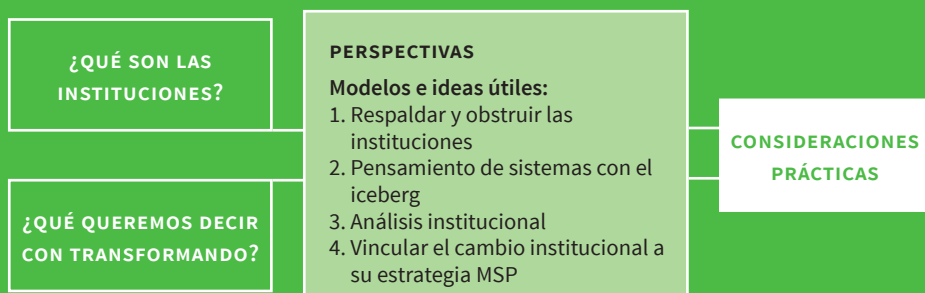 ¿QUÉ SON LAS
INSTITUCIONES?
¿QUÉ QUEREMOS DECIR
CON TRANSFORMANDO?
PERSPECTIVAS
Modelos e ideas útiles:
1. Respaldar y obstruir las
instituciones
2. Pensamiento de sistemas con el
iceberg
3. Análisis institucional
4. Vincular el cambio institucional a
su estrategia MSP
CONSIDERACIONES
PRÁCTICAS